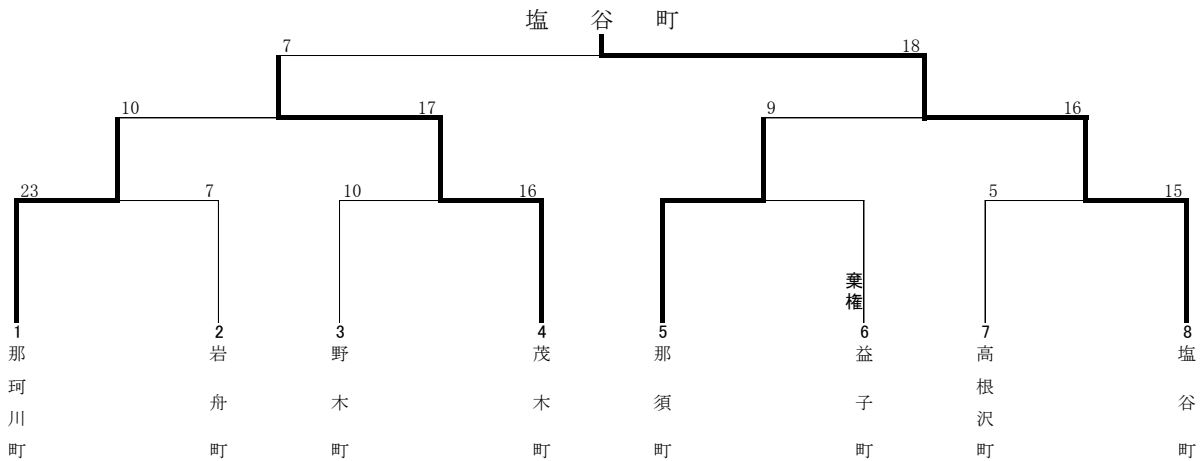 塩谷町
7 18
10 17 9 16
23 7 10 16 5 15
棄権
1 2 3 4 5 6 7 8
那珂川町
岩舟町
野木町
茂木町
那須町
益子町
高根沢町
塩谷町